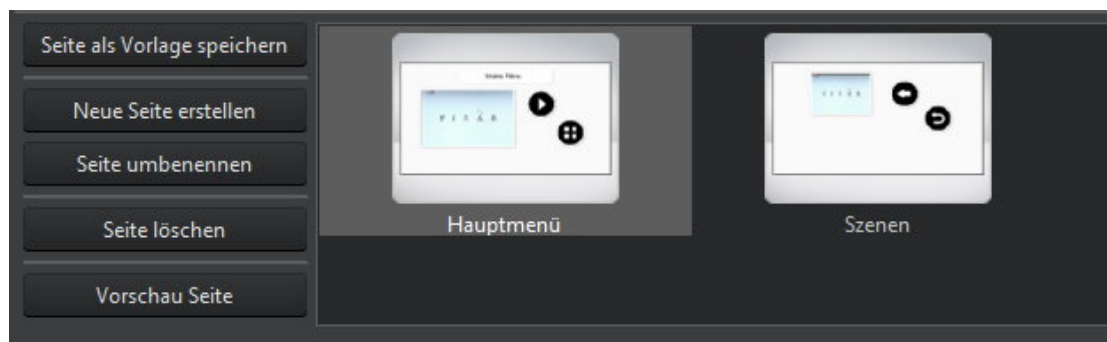 Seite als Vorlage speichern
Neue Seite erstellen
Seite umbenennen
Seite löschen
Vorschau Seite
Hauptmenü
Szenen